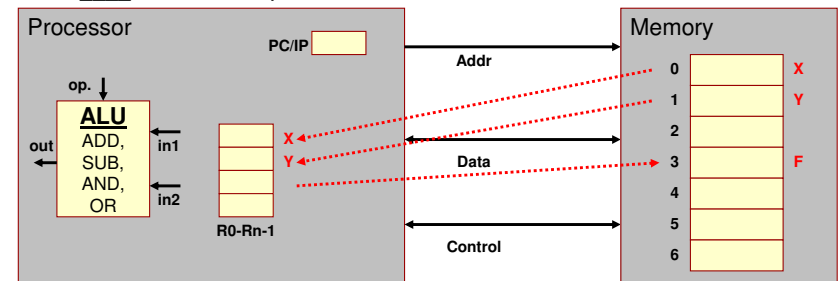 Processor
PC/IP
op.
ALU
ADD,
SUB,
AND,
OR
out
in1
in2
X
Y
R0-Rn-1
Addr
Data
Control
Memory
0 X
1 Y
2
3 F
4
5
6